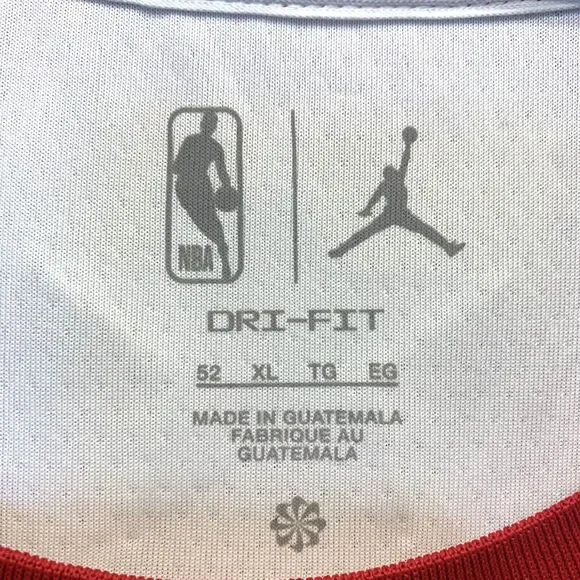 NBA
DRI-FIT
52 XL TG EG
MADE IN GUATEMALA
FABRIQUE AU
GUATEMALA